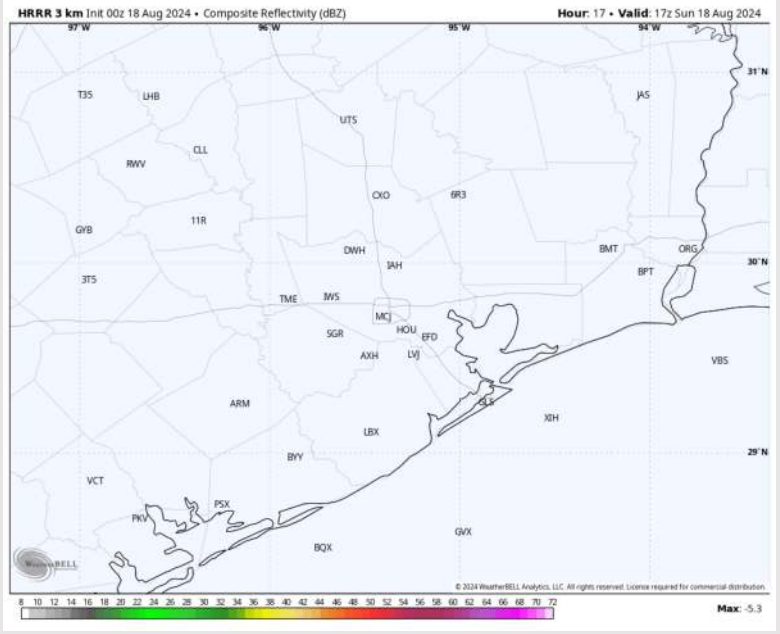 HRRR 3 km Init 00z 18 Aug 2024 • Composite Reflectivity (dBZ) Hour: 17 • Valid: 17z Sun 18 Aug 2024
97°W 96°W 95°W 94°W
31°N
T35 LHB JAS
UTS
CLL
RWV
CXO 6R3
11R
GYB
DWH BMT ORG
30°N
IAH
BPT
3T5
TME IWS
MCJ
HOU
SGR EFD
AXH LVJ
VBS
ARM GLS
XIH
LBX
29°N
BYY
VCT
PSX
PKV
GVX
BQX
WeatherBELL
© 2024 WeatherBELL Analytics, LLC. All rights reserved. License required for commercial distribution.
8 10 12 14 16 18 20 22 24 26 28 30 32 34 36 38 40 42 44 46 48 50 52 54 56 58 60 62 64 66 68 70 72
Max: -5.3